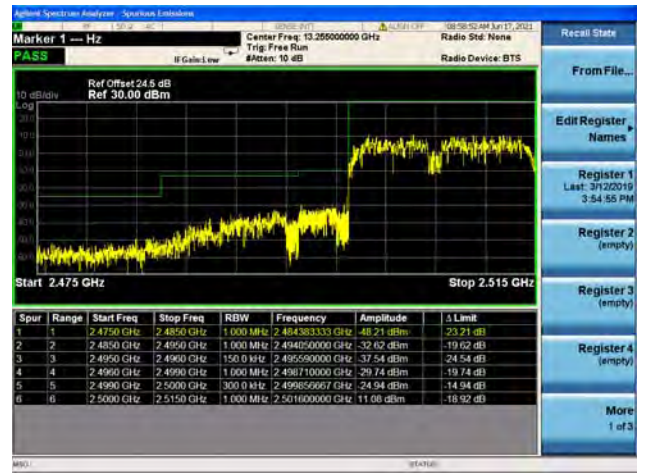 Agilent Spectrum Analyzer Spurious Emissions
SENSE:INT ALIGN OFF 08:58:52 AM Jun 17, 2021
Marker 1 --- Hz
Center Freq: 13.255000000 GHz
Radio Std: None
Recall State
PASS
IFGain:Low
Trig: Free Run
#Atten: 10 dB
Radio Device: BTS
From File...
Ref Offset 24.5 dB
10 dB/div Ref 30.00 dBm
Log
Edit Register
Names
Register 1
Last: 3/12/2019
3:54:55 PM
Register 2
(empty)
Start 2.475 GHz
Stop 2.515 GHz
Register 3
(empty)
Spur Range Start Freq Stop Freq RBW Frequency Amplitude Δ Limit
1 1 2.4750 GHz 2.4850 GHz 1.000 MHz 2.484383333 GHz -48.21 dBm -23.21 dB
2 2 2.4850 GHz 2.4950 GHz 1.000 MHz 2.494050000 GHz -32.62 dBm -19.62 dB
3 3 2.4950 GHz 2.4960 GHz 150.0 kHz 2.495590000 GHz -37.54 dBm -24.54 dB
4 4 2.4960 GHz 2.4990 GHz 1.000 MHz 2.498710000 GHz -29.74 dBm -19.74 dB
5 5 2.4990 GHz 2.5000 GHz 300.0 kHz 2.499856667 GHz -24.94 dBm -14.94 dB
6 6 2.5000 GHz 2.5150 GHz 1.000 MHz 2.501600000 GHz 11.08 dBm -18.92 dB
Register 4
(empty)
More
1 of 3
MSG
STATUS